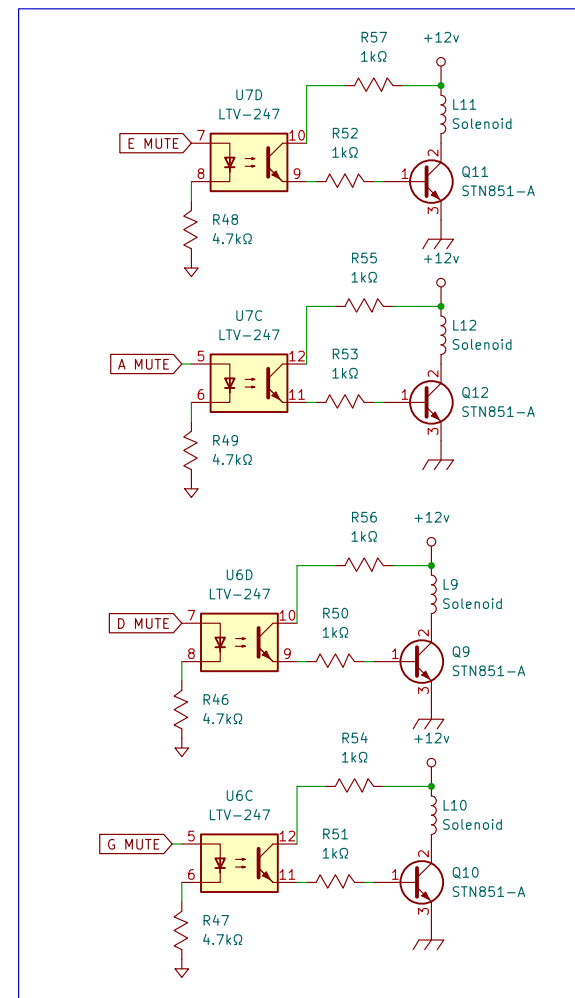 R57
1kΩ
+12v
U7D
LTV-247
L11
Solenoid
E MUTE
7
10
R52
1kΩ
2
8
9
1
Q11
STN851-A
3
R48
4.7kΩ
+12v
R55
1kΩ
U7C
LTV-247
L12
Solenoid
A MUTE
5
12
R53
1kΩ
2
6
11
1
Q12
STN851-A
3
R49
4.7kΩ
R56
1kΩ
+12v
U6D
LTV-247
L9
Solenoid
D MUTE
7
10
R50
1kΩ
2
8
9
1
Q9
STN851-A
3
R46
4.7kΩ
+12v
R54
1kΩ
U6C
LTV-247
L10
Solenoid
G MUTE
5
12
R51
1kΩ
2
6
11
1
Q10
STN851-A
3
R47
4.7kΩ